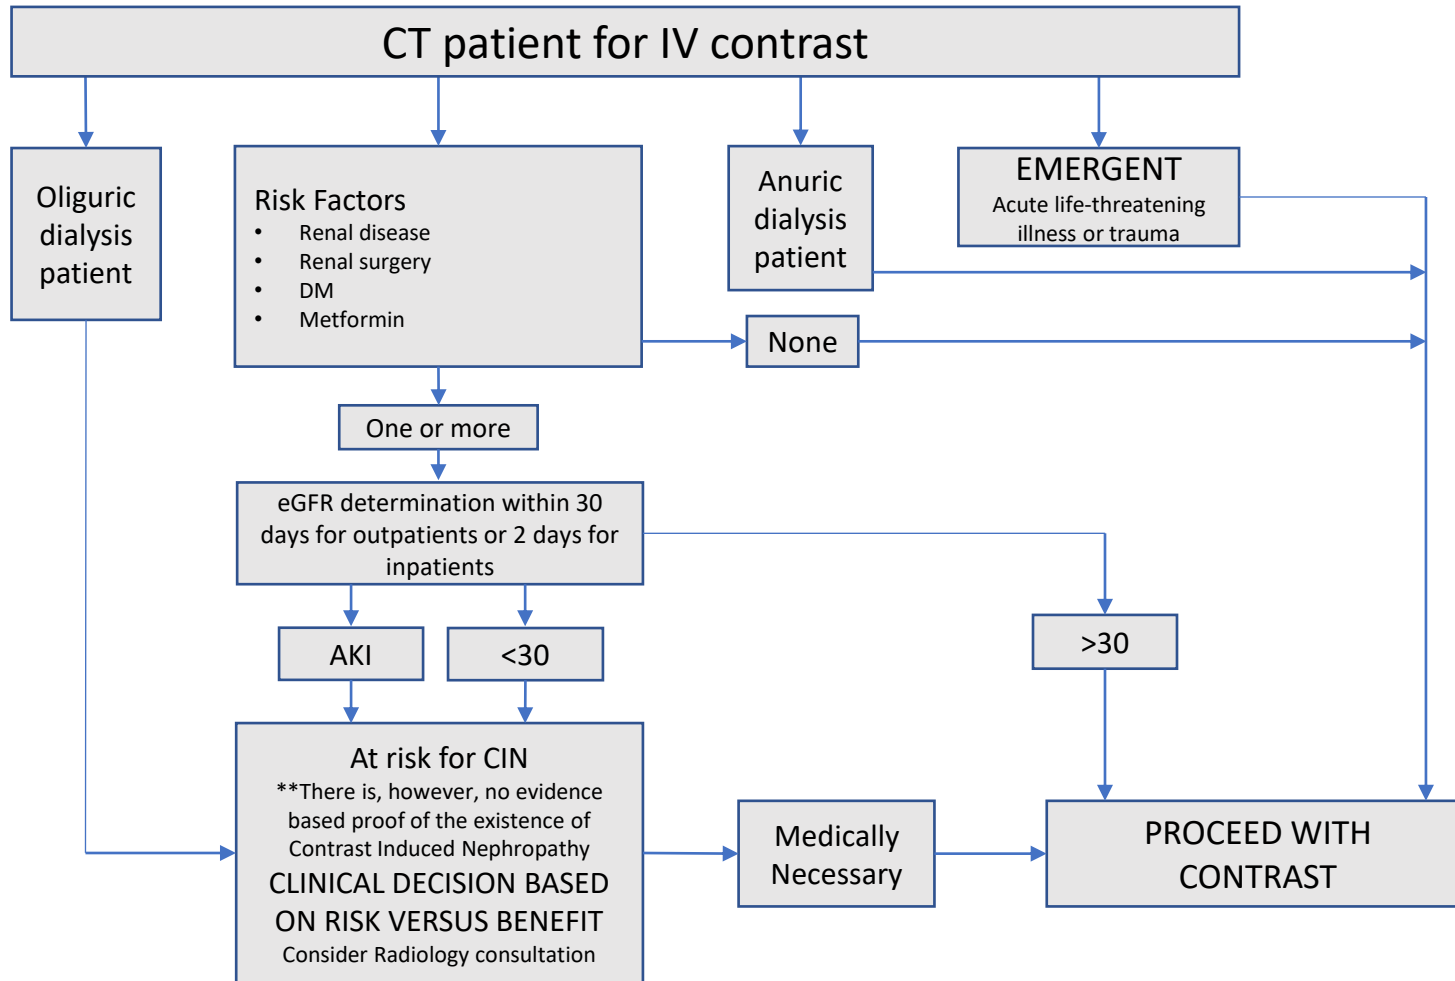 CT patient for IV contrast
Oliguric
dialysis
patient
Risk Factors
• Renal disease
• Renal surgery
• DM
• Metformin
Anuric
dialysis
patient
EMERGENT
Acute life-threatening
illness or trauma
None
One or more
eGFR determination within 30
days for outpatients or 2 days for
inpatients
AKI
<30
>30
At risk for CIN
**There is, however, no evidence
based proof of the existence of
Contrast Induced Nephropathy
CLINICAL DECISION BASED
ON RISK VERSUS BENEFIT
Consider Radiology consultation
Medically
Necessary
PROCEED WITH
CONTRAST